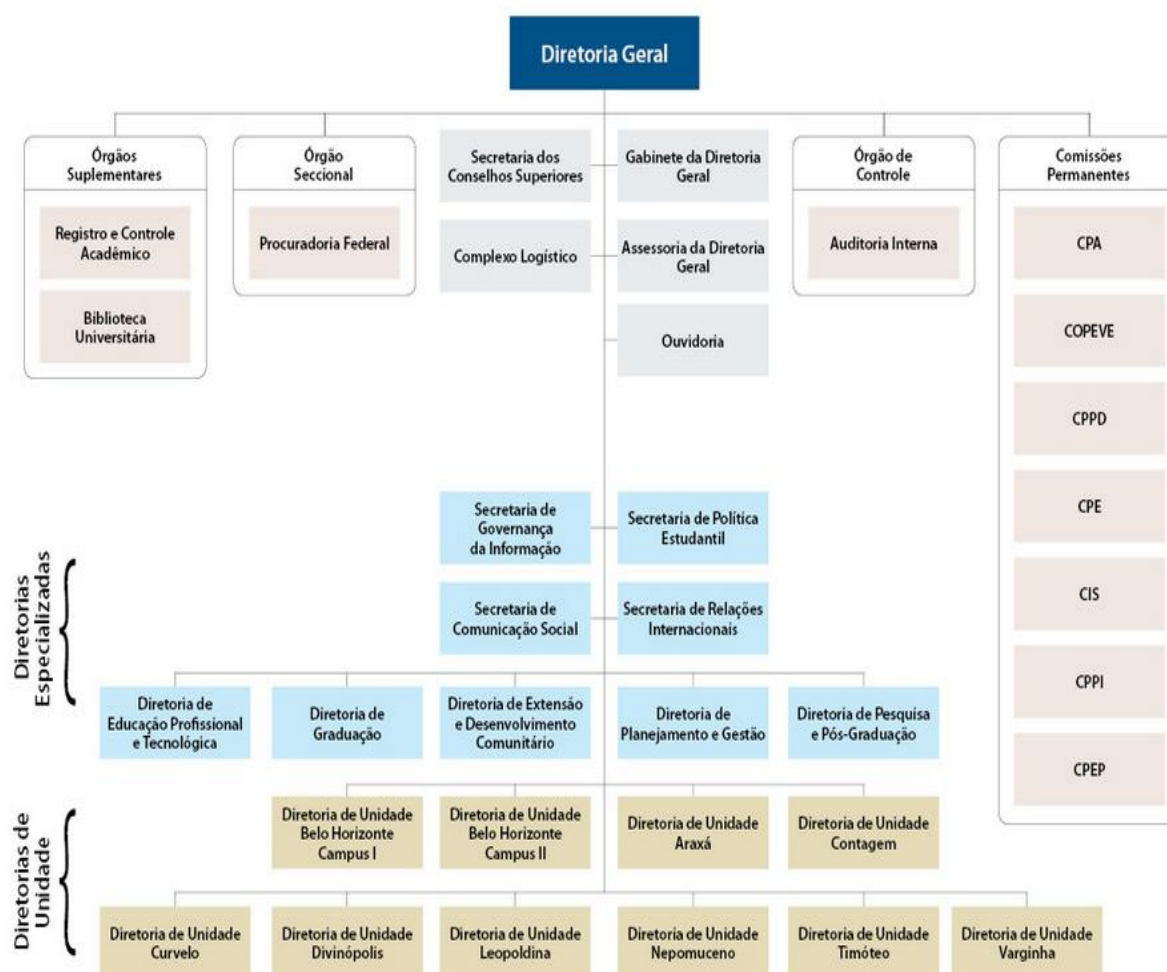 Diretoria Geral
Órgãos
Suplementares
Registro e Controle
Acadêmico
Biblioteca
Universitária
Órgão
Seccional
Procuradoria Federal
Secretaria dos
Conselhos Superiores
Gabinete da Diretoria
Geral
Complexo Logístico
Assessoria da Diretoria
Geral
Ouvidoria
Órgão de
Controle
Auditoria Interna
Comissões
Permanentes
CPA
COPEVE
CPPD
CPE
CIS
CPPI
CPEP
Diretorias
Especializadas
Secretaria de
Governança
da Informação
Secretaria de Política
Estudantil
Secretaria de
Comunicação Social
Secretaria de Relações
Internacionais
Diretoria de
Educação Profissional
e Tecnológica
Diretoria de
Graduação
Diretoria de Extensão
e Desenvolvimento
Comunitário
Diretoria de
Planejamento e Gestão
Diretoria de Pesquisa
e Pós-Graduação
Diretorias de
Unidade
Diretoria de Unidade
Belo Horizonte
Campus I
Diretoria de Unidade
Belo Horizonte
Campus II
Diretoria de Unidade
Araxá
Diretoria de Unidade
Contagem
Diretoria de Unidade
Curvelo
Diretoria de Unidade
Divinópolis
Diretoria de Unidade
Leopoldina
Diretoria de Unidade
Nepomuceno
Diretoria de Unidade
Timóteo
Diretoria de Unidade
Varginha